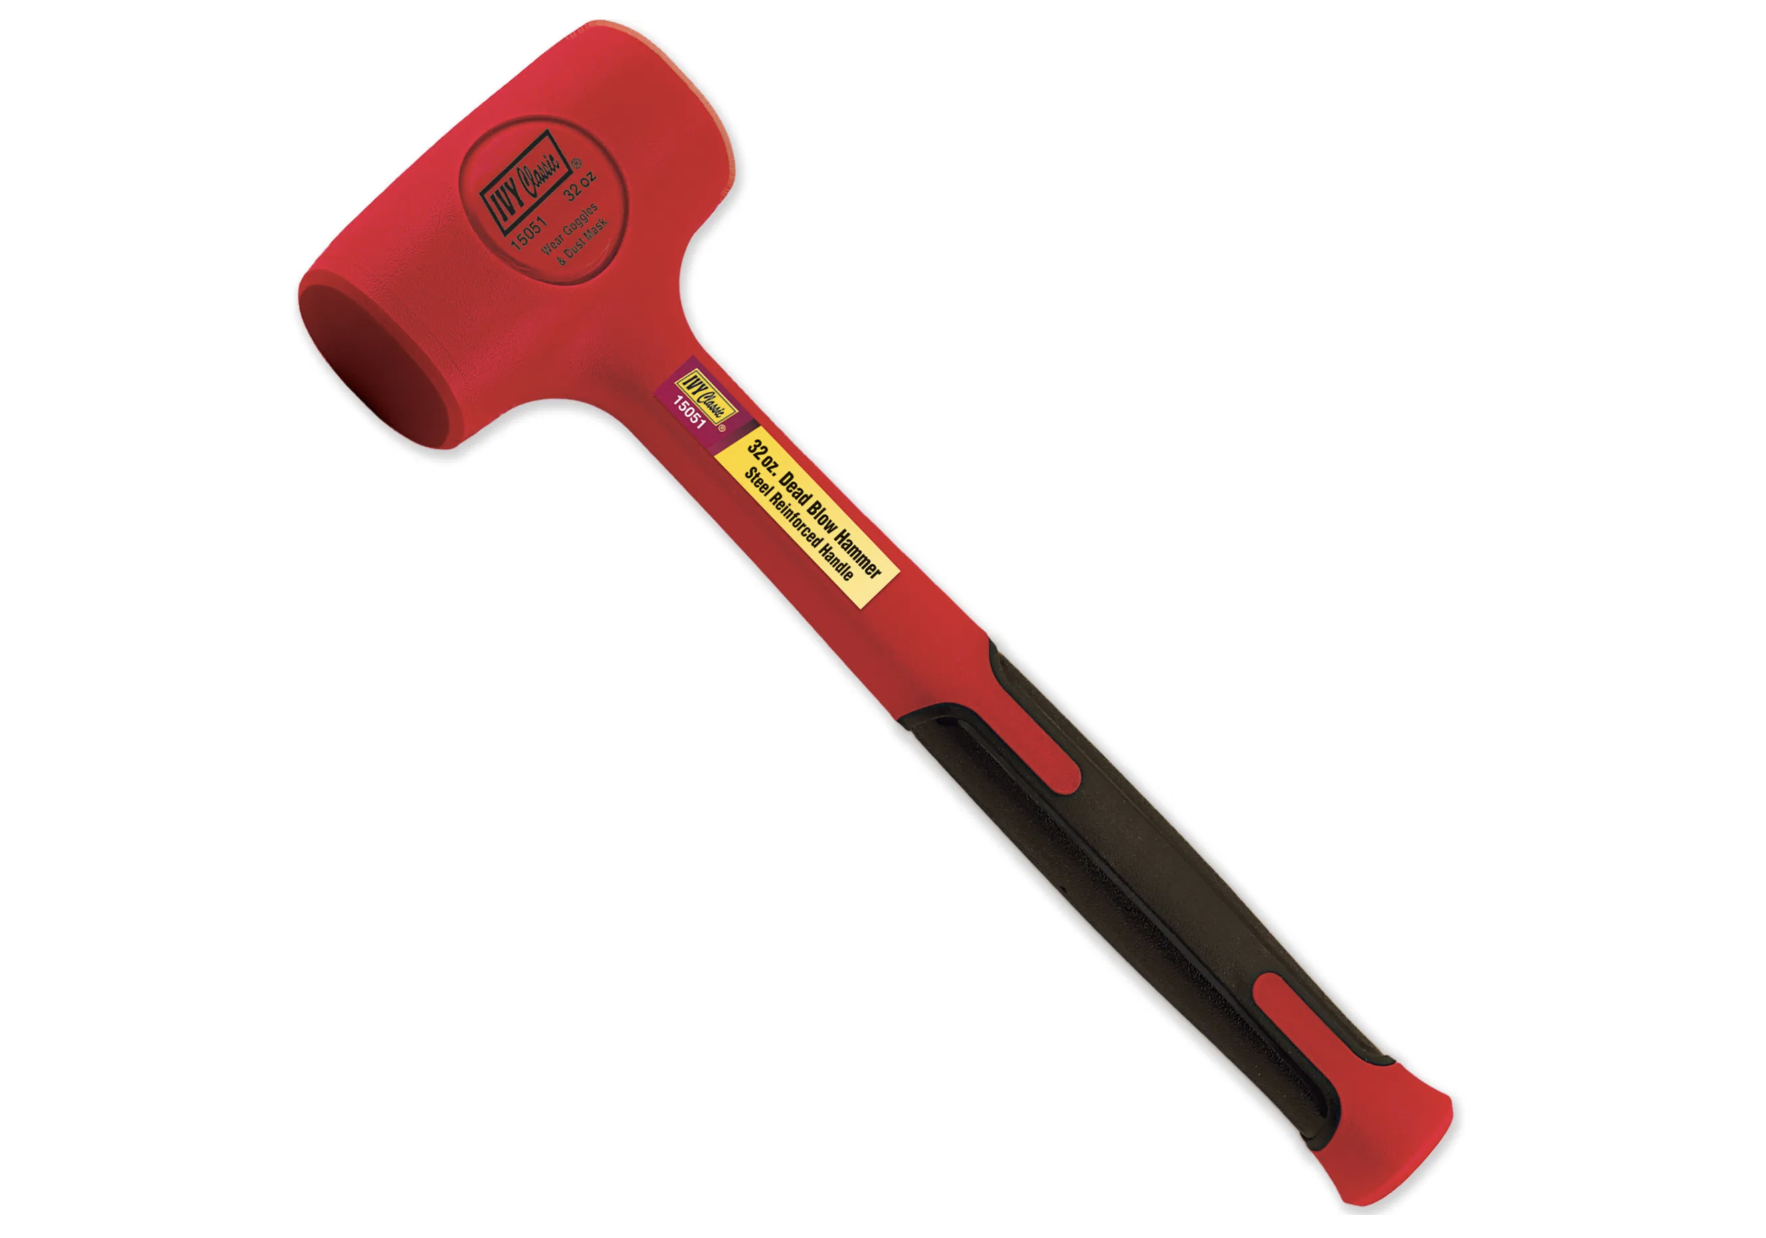 IVY Classic®
15051 32 oz
Wear Goggles
& Dust Mask
IVY Classic®
15051
32 oz. Dead Blow Hammer
Steel Reinforced Handle